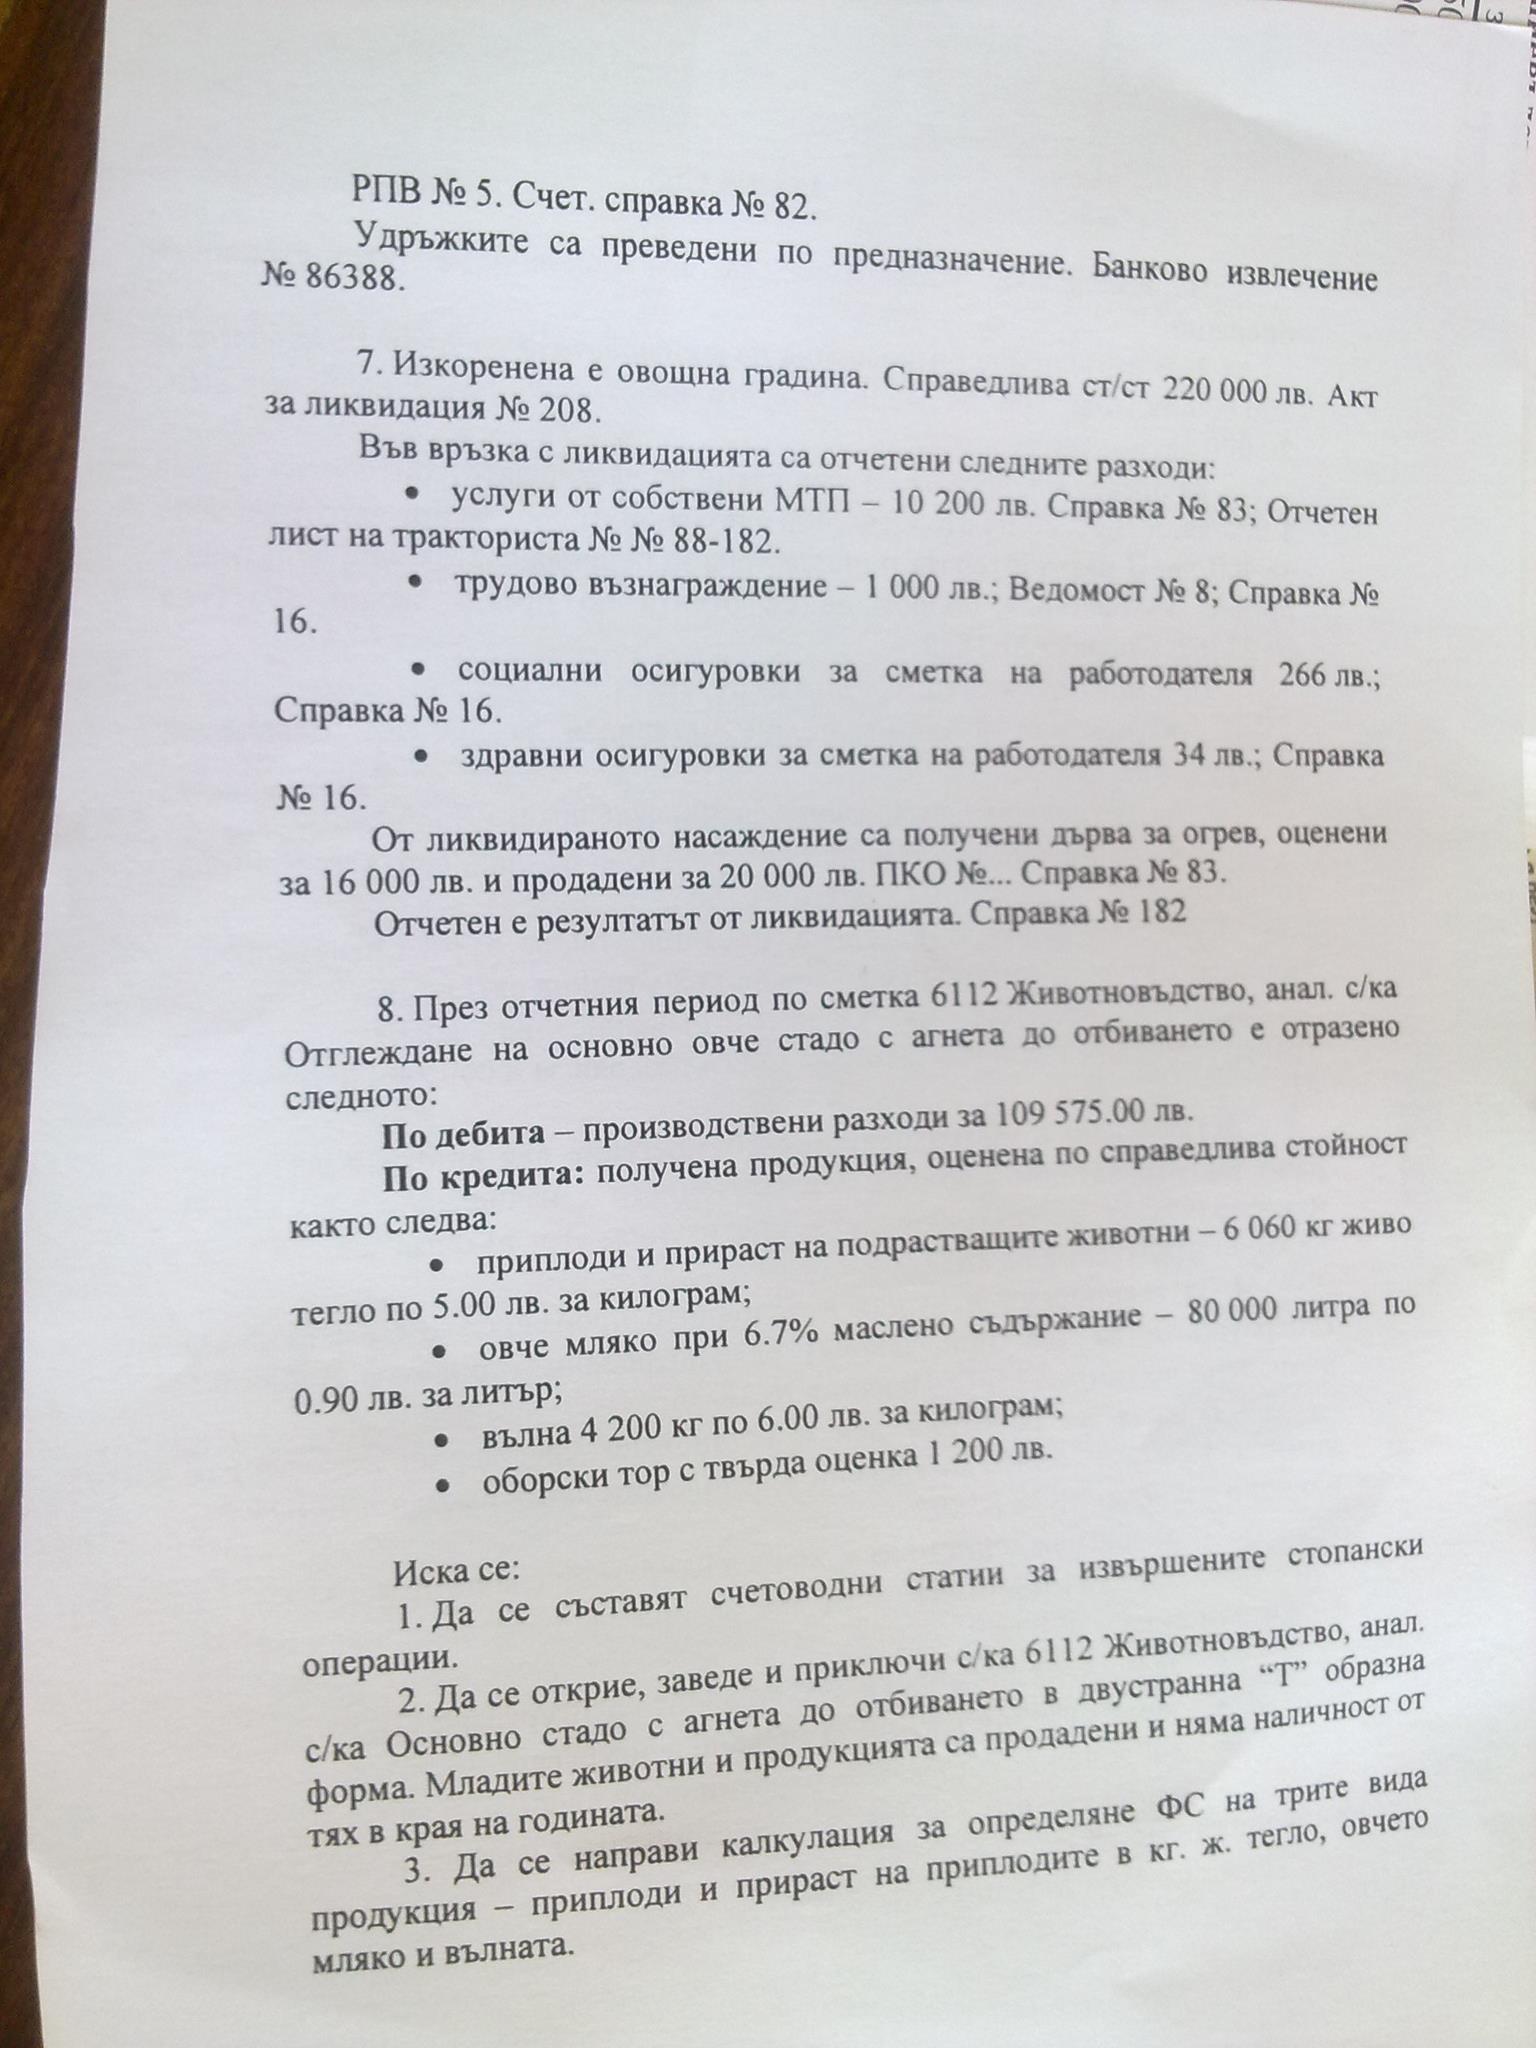 РПВ № 5. Счет. справка № 82.
Удръжките са преведени по предназначение. Банково извлечение
№ 86388.
7. Изкоренена е овощна градина. Справедлива ст/ст 220 000 лв. Акт
за ликвидация № 208.
Във връзка с ликвидацията са отчетени следните разходи:
• услуги от собствени МТП – 10 200 лв. Справка № 83; Отчетен
лист на тракториста № № 88-182.
• трудово възнаграждение – 1 000 лв.; Ведомост № 8; Справка №
16.
• социални осигуровки за сметка на работодателя 266 лв.;
Справка № 16.
• здравни осигуровки за сметка на работодателя 34 лв.; Справка
№ 16.
От ликвидираното насаждение са получени дърва за огрев, оценени
за 16 000 лв. и продадени за 20 000 лв. ПКО №... Справка № 83.
Отчетен е резултатът от ликвидацията. Справка № 182
8. През отчетния период по сметка 6112 Животновъдство, анал. с/ка
Отглеждане на основно овче стадо с агнета до отбиването е отразено
следното:
По дебита – производствени разходи за 109 575.00 лв.
По кредита: получена продукция, оценена по справедлива стойност
както следва:
• приплоди и прираст на подрастващите животни – 6 060 кг живо
тегло по 5.00 лв. за килограм;
• овче мляко при 6.7% маслено съдържание – 80 000 литра по
0.90 лв. за литър;
• вълна 4 200 кг по 6.00 лв. за килограм;
• оборски тор с твърда оценка 1 200 лв.
Иска се:
1. Да се съставят счетоводни статии за извършените стопански
операции.
2. Да се открие, заведе и приключи с/ка 6112 Животновъдство, анал.
с/ка Основно стадо с агнета до отбиването в двустранна “Т” образна
форма. Младите животни и продукцията са продадени и няма наличност от
тях в края на годината.
3. Да се направи калкулация за определяне ФС на трите вида
продукция – приплоди и прираст на приплодите в кг. ж. тегло, овчето
мляко и вълната.